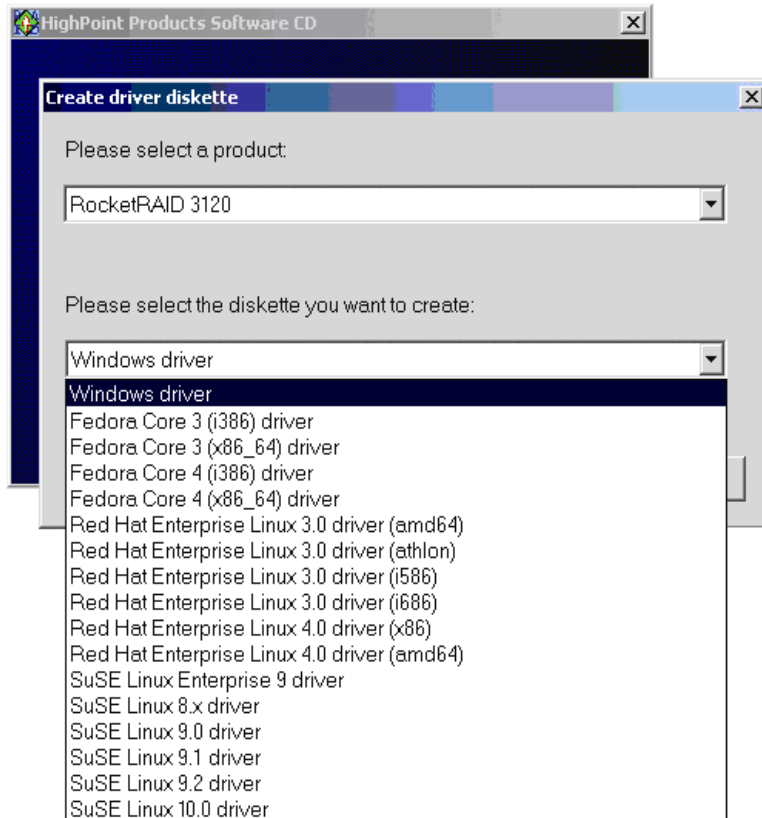 HighPoint Products Software CD
Create driver diskette
Please select a product:
RocketRAID 3120
Please select the diskette you want to create:
Windows driver
Windows driver
Fedora Core 3 (i386) driver
Fedora Core 3 (x86_64) driver
Fedora Core 4 (i386) driver
Fedora Core 4 (x86_64) driver
Red Hat Enterprise Linux 3.0 driver (amd64)
Red Hat Enterprise Linux 3.0 driver (athlon)
Red Hat Enterprise Linux 3.0 driver (i586)
Red Hat Enterprise Linux 3.0 driver (i686)
Red Hat Enterprise Linux 4.0 driver (x86)
Red Hat Enterprise Linux 4.0 driver (amd64)
SuSE Linux Enterprise 9 driver
SuSE Linux 8.x driver
SuSE Linux 9.0 driver
SuSE Linux 9.1 driver
SuSE Linux 9.2 driver
SuSE Linux 10.0 driver